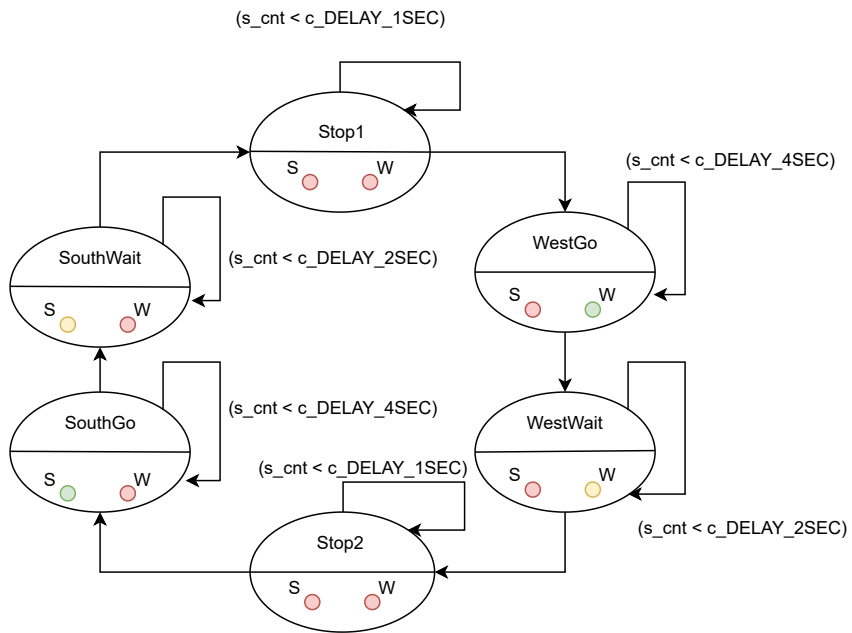 (s_cnt < c_DELAY_1SEC)
Stop1
S W
(s_cnt < c_DELAY_4SEC)
WestGo
S W
SouthWait
(s_cnt < c_DELAY_2SEC)
S W
SouthGo
(s_cnt < c_DELAY_4SEC)
S W
WestWait
S W
(s_cnt < c_DELAY_2SEC)
(s_cnt < c_DELAY_1SEC)
Stop2
S W